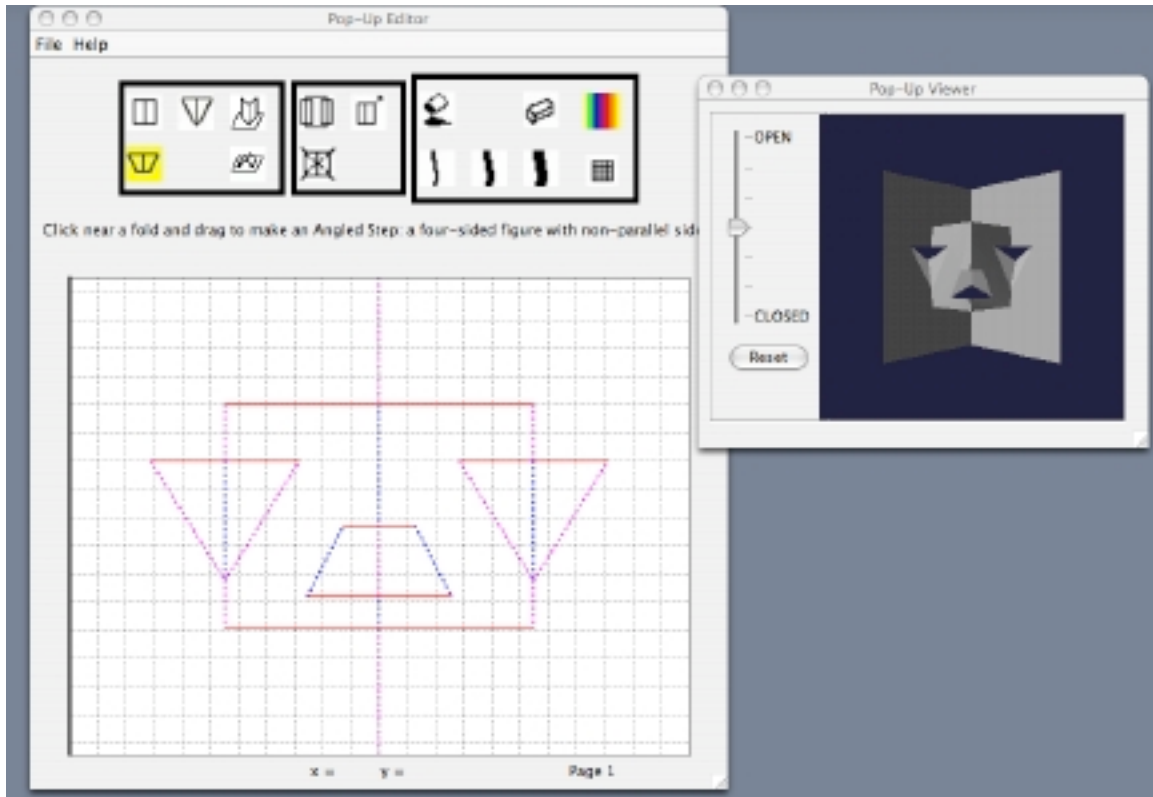 Pop-Up Editor
File Help
Click near a fold and drag to make an Angled Step: a four-sided figure with non-parallel side
x = y = Page 1
Pop-Up Viewer
OPEN
CLOSED
Reset